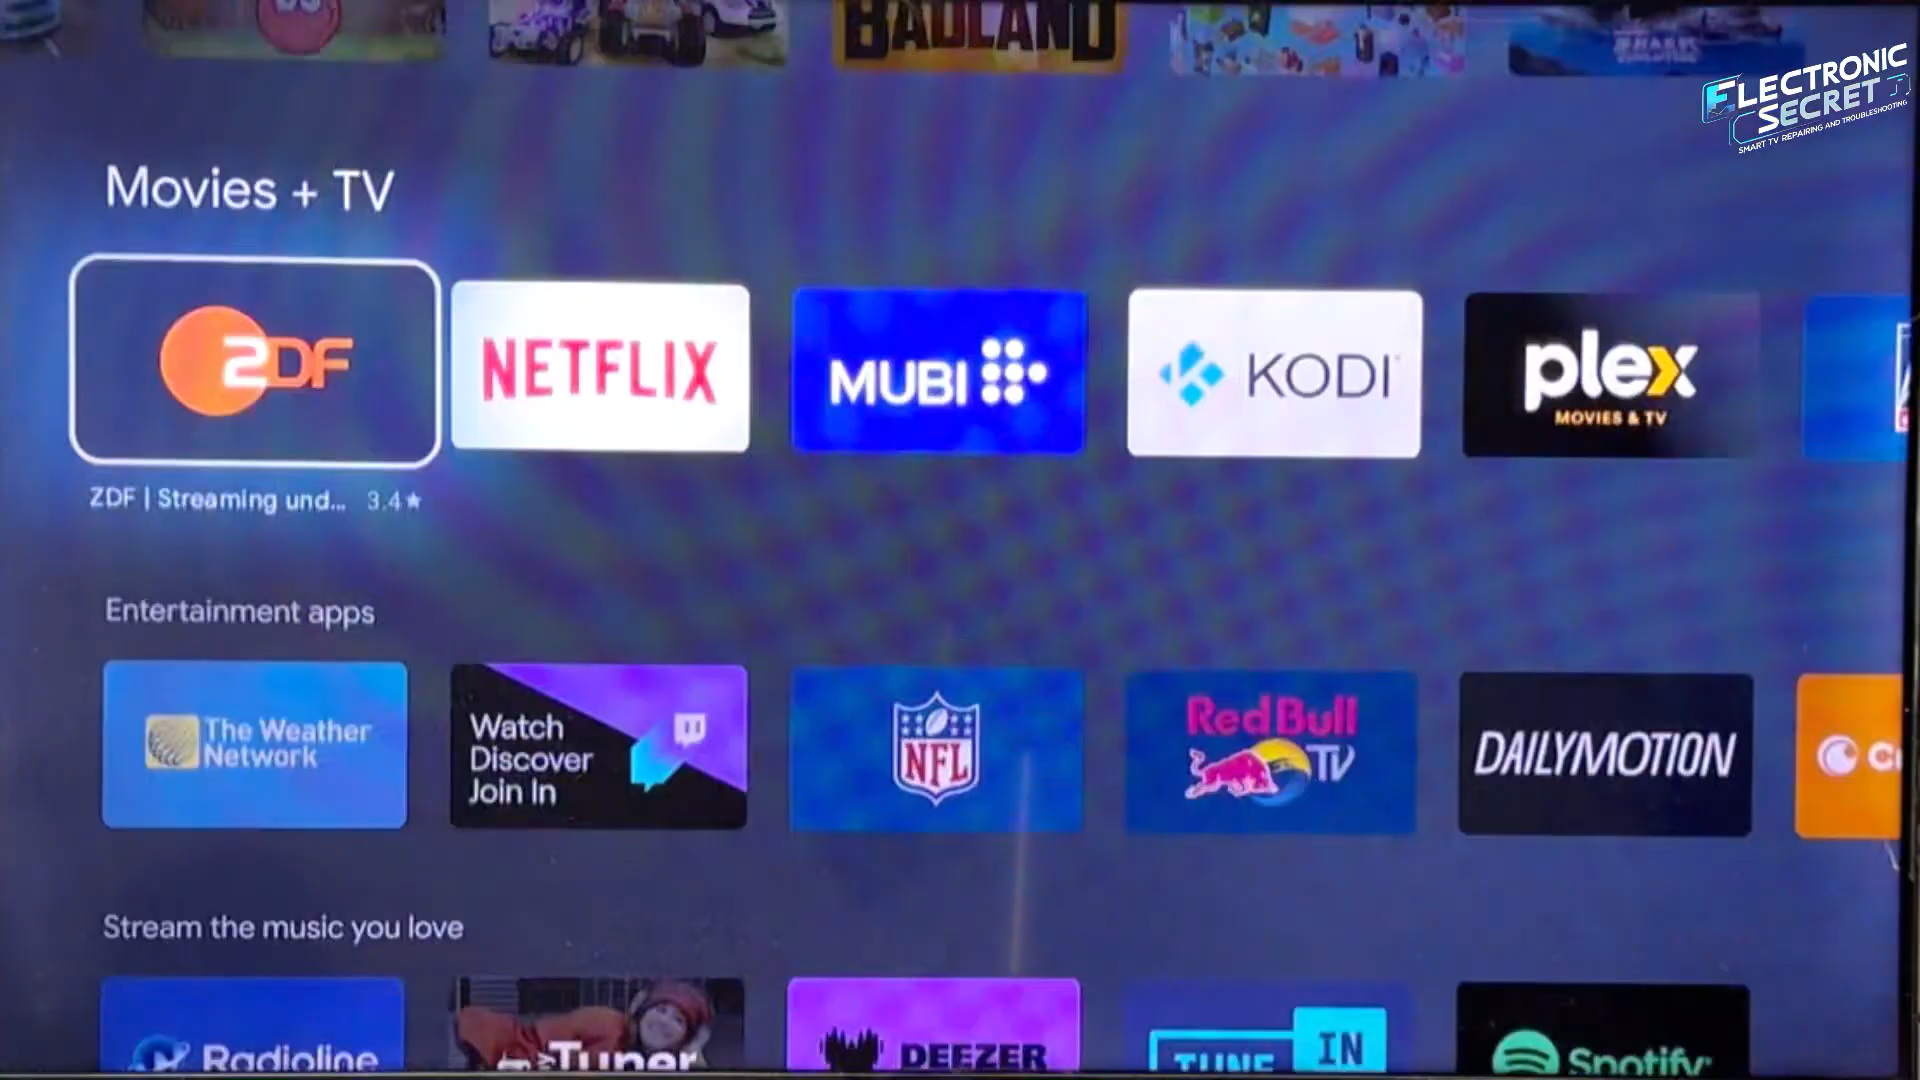 BADLAND
ELECTRONIC
SECRET
SMART TV REPAIRING AND TROUBLESHOOTING
Movies + TV
ZDF
NETFLIX
MUBI
KODI
plex
MOVIES & TV
ZDF | Streaming und... 3.4★
Entertainment apps
The Weather
Network
Watch
Discover
Join In
NFL
Red Bull
TV
DAILYMOTION
Stream the music you love
Radioline
Tuner
DEEZER
TUNE IN
Spotify